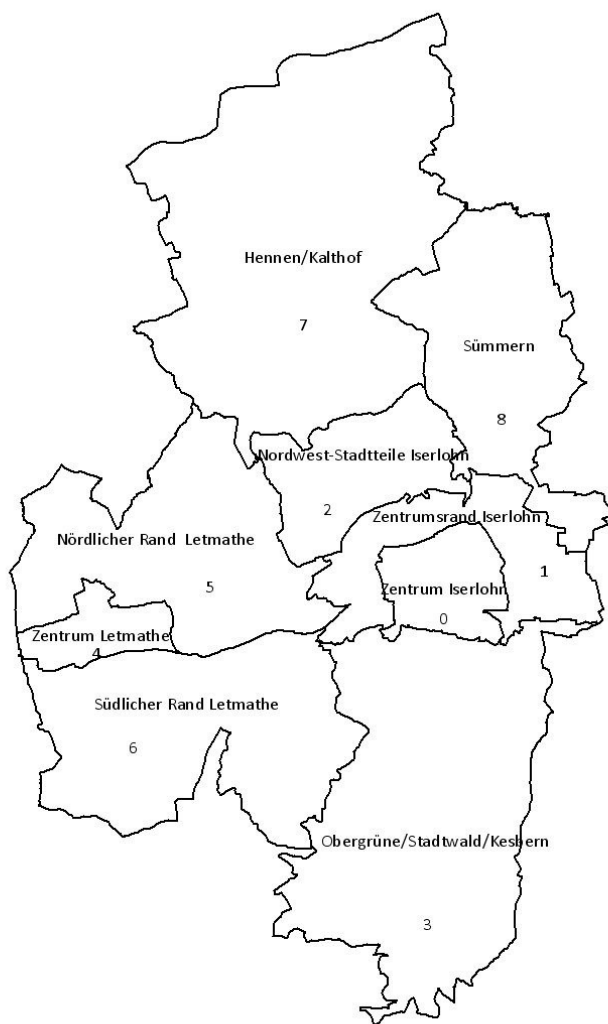 Hennen/Kalthof
7
Sümmern
8
Nordwest-Stadtteile Iserlohn
2
Zentrumsrand Iserlohn
1
Nördlicher Rand Letmathe
5
Zentrum Iserlohn
0
Zentrum Letmathe
4
Südlicher Rand Letmathe
6
Obergrüne/Stadtwald/Kesbern
3